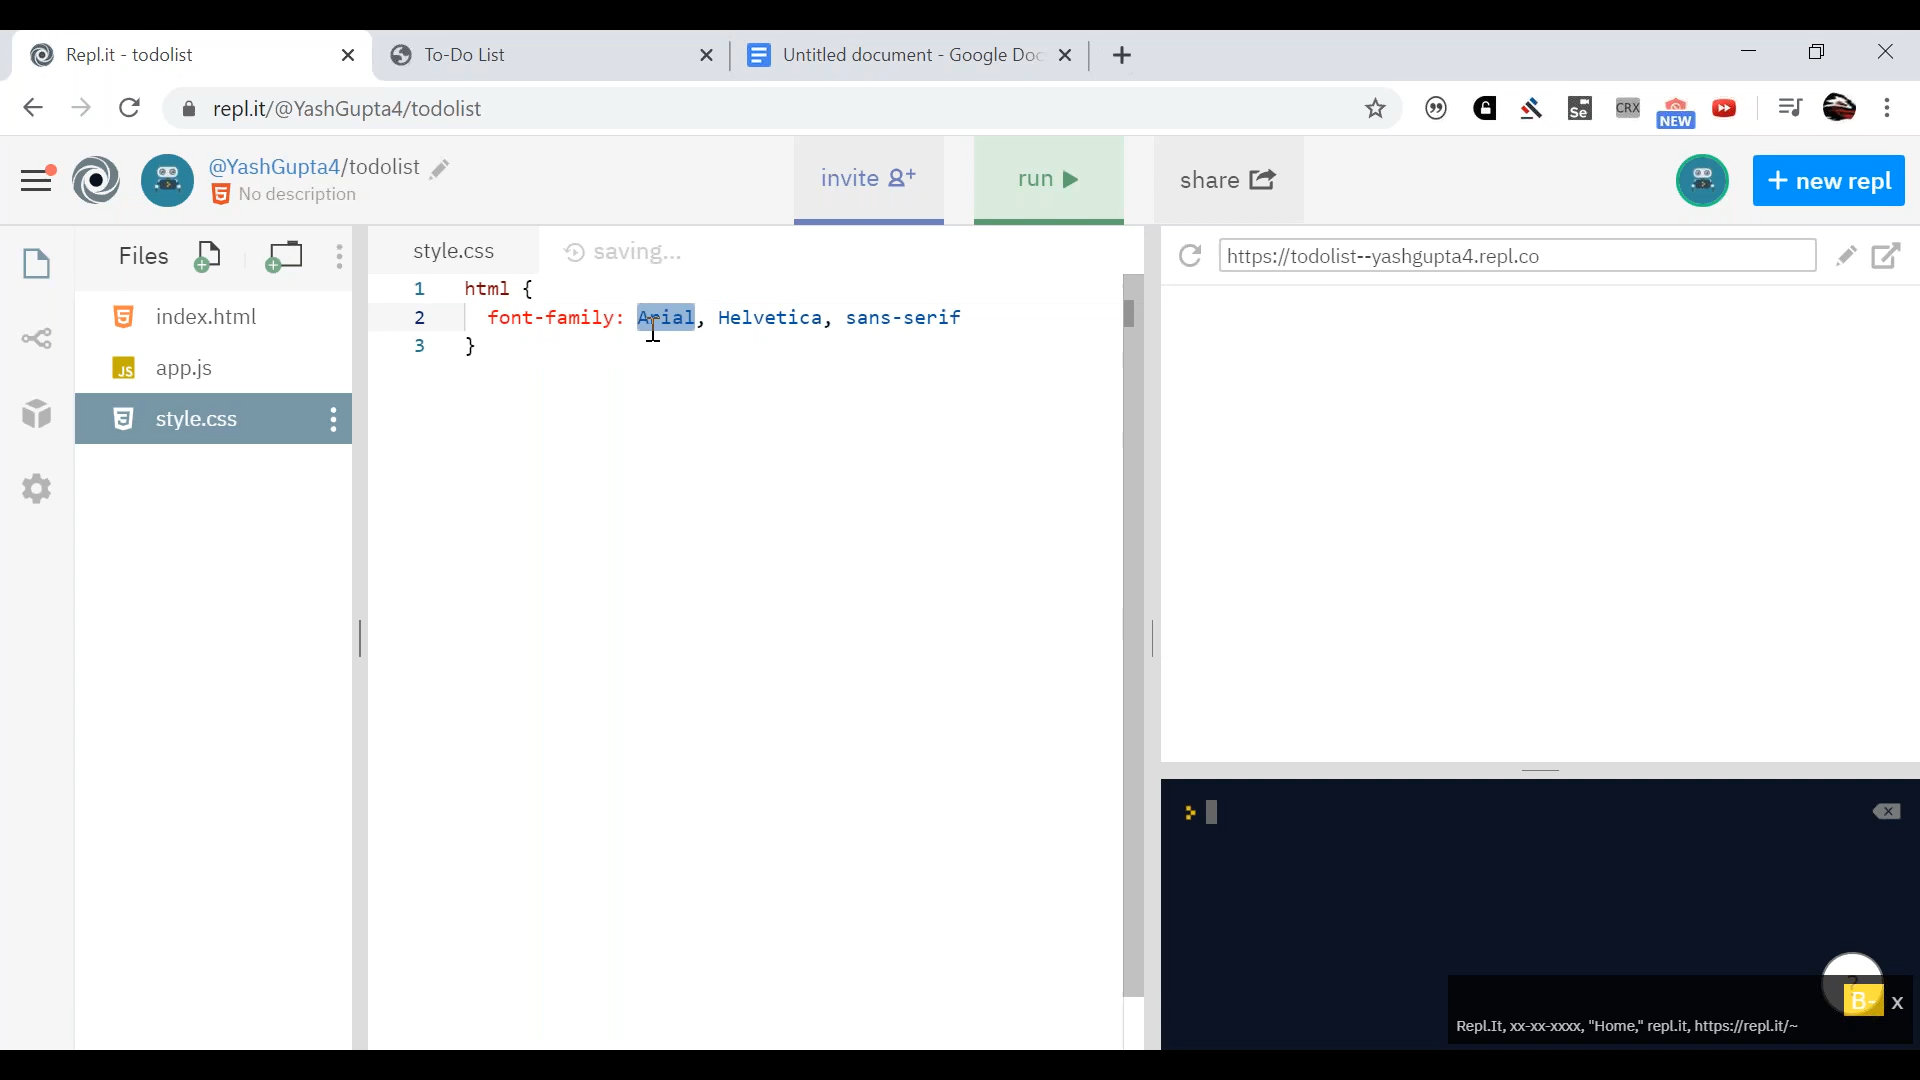 Repl.it - todolist
To-Do List
Untitled document - Google Doc
repl.it/@YashGupta4/todolist
Se
CRX
NEW
@YashGupta4/todolist
No description
invite
run
share
+ new repl
Files
style.css
saving...
https://todolist--yashgupta4.repl.co
index.html
JS app.js
style.css
1 html {
2 font-family: Arial, Helvetica, sans-serif
3 }
?
B-
x
Repl.It, xx-xx-xxxx, "Home," repl.it, https://repl.it/~